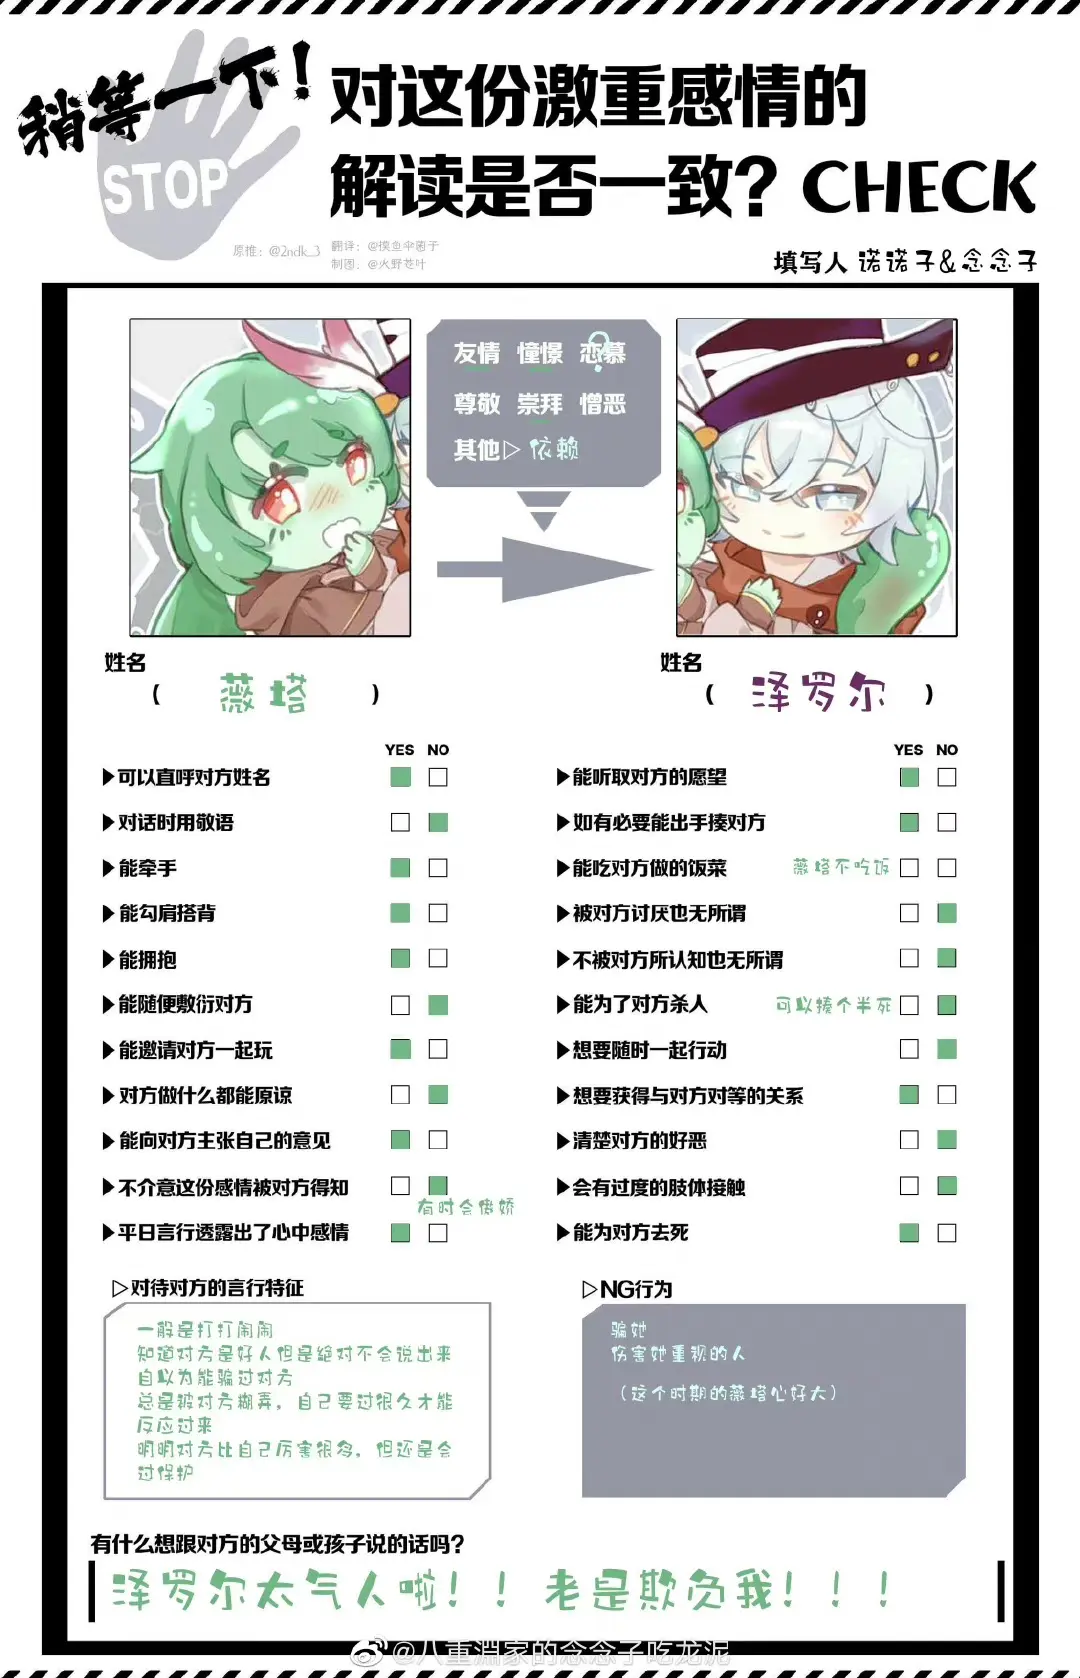 稍等一下！
STOP
对这份激重感情的
解读是否一致？CHECK
原推：@2ndk_3 翻译：@摸鱼伞菌子
制图：@火野苍叶
填写人 诺诺子&念念子
友情 憧憬 恋慕
?
尊敬 崇拜 憎恶
其他▷ 依赖
姓名
( 薇塔 )
姓名
( 泽罗尔 )
YES NO
▶可以直呼对方姓名
▶对话时用敬语
▶能牵手
▶能勾肩搭背
▶能拥抱
▶能随便敷衍对方
▶能邀请对方一起玩
▶对方做什么都能原谅
▶能向对方主张自己的意见
▶不介意这份感情被对方得知
有时会傲娇
▶平日言行透露出了心中感情
YES NO
▶能听取对方的愿望
▶如有必要能出手揍对方
▶能吃对方做的饭菜 薇塔不吃饭
▶被对方讨厌也无所谓
▶不被对方所认知也无所谓
▶能为了对方杀人 可以揍个半死
▶想要随时一起行动
▶想要获得与对方对等的关系
▶清楚对方的好恶
▶会有过度的肢体接触
▶能为对方去死
▷对待对方的言行特征
一般是打打闹闹
知道对方是好人但是绝对不会说出来
自以为能骗过对方
总是被对方糊弄，自己要过很久才能
反应过来
明明对方比自己厉害很多，但还是会
过保护
▷NG行为
骗她
伤害她重视的人
（这个时期的薇塔心好大）
有什么想跟对方的父母或孩子说的话吗？
泽罗尔太气人啦！！老是欺负我！！！
@八重淵家的念念子吃龙泥